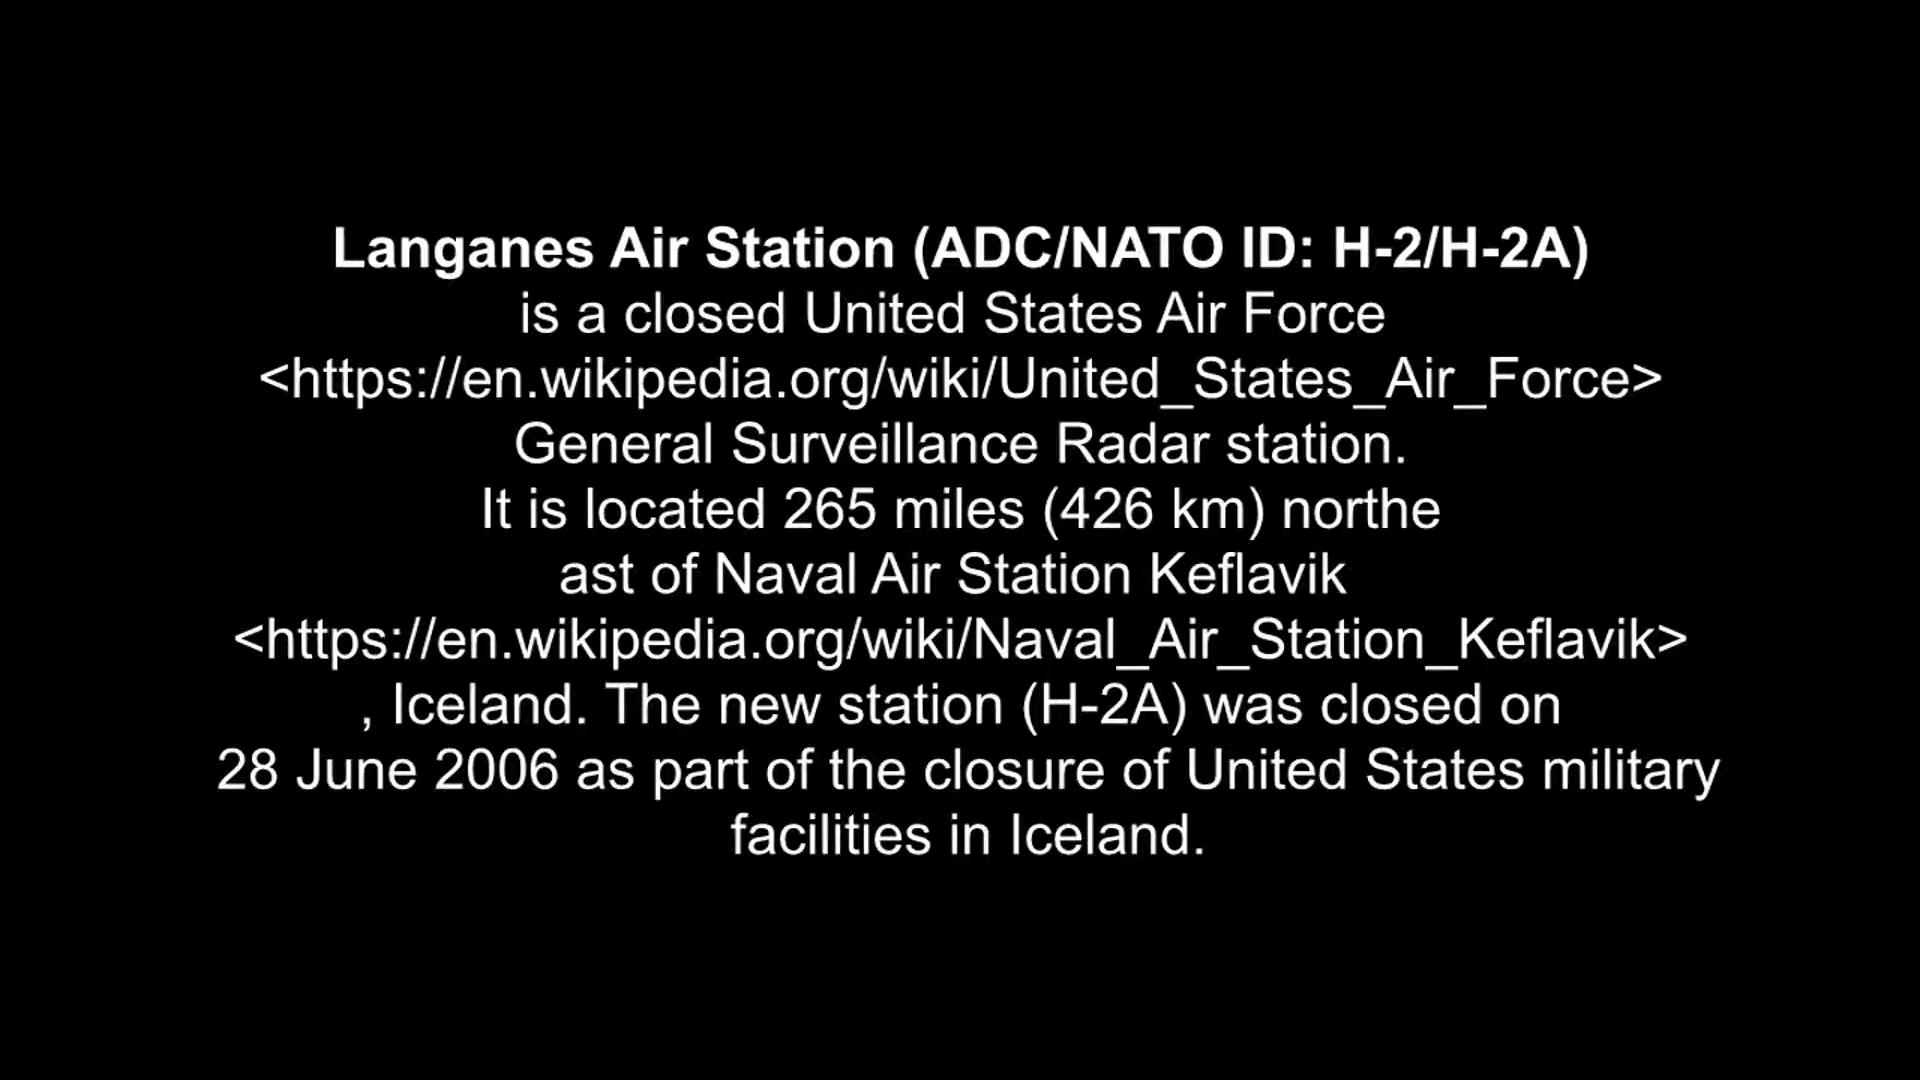 Langanes Air Station (ADC/NATO ID: H-2/H-2A)
is a closed United States Air Force
<https://en.wikipedia.org/wiki/United_States_Air_Force>
General Surveillance Radar station.
It is located 265 miles (426 km) northe
ast of Naval Air Station Keflavik
<https://en.wikipedia.org/wiki/Naval_Air_Station_Keflavik>
, Iceland. The new station (H-2A) was closed on
28 June 2006 as part of the closure of United States military
facilities in Iceland.